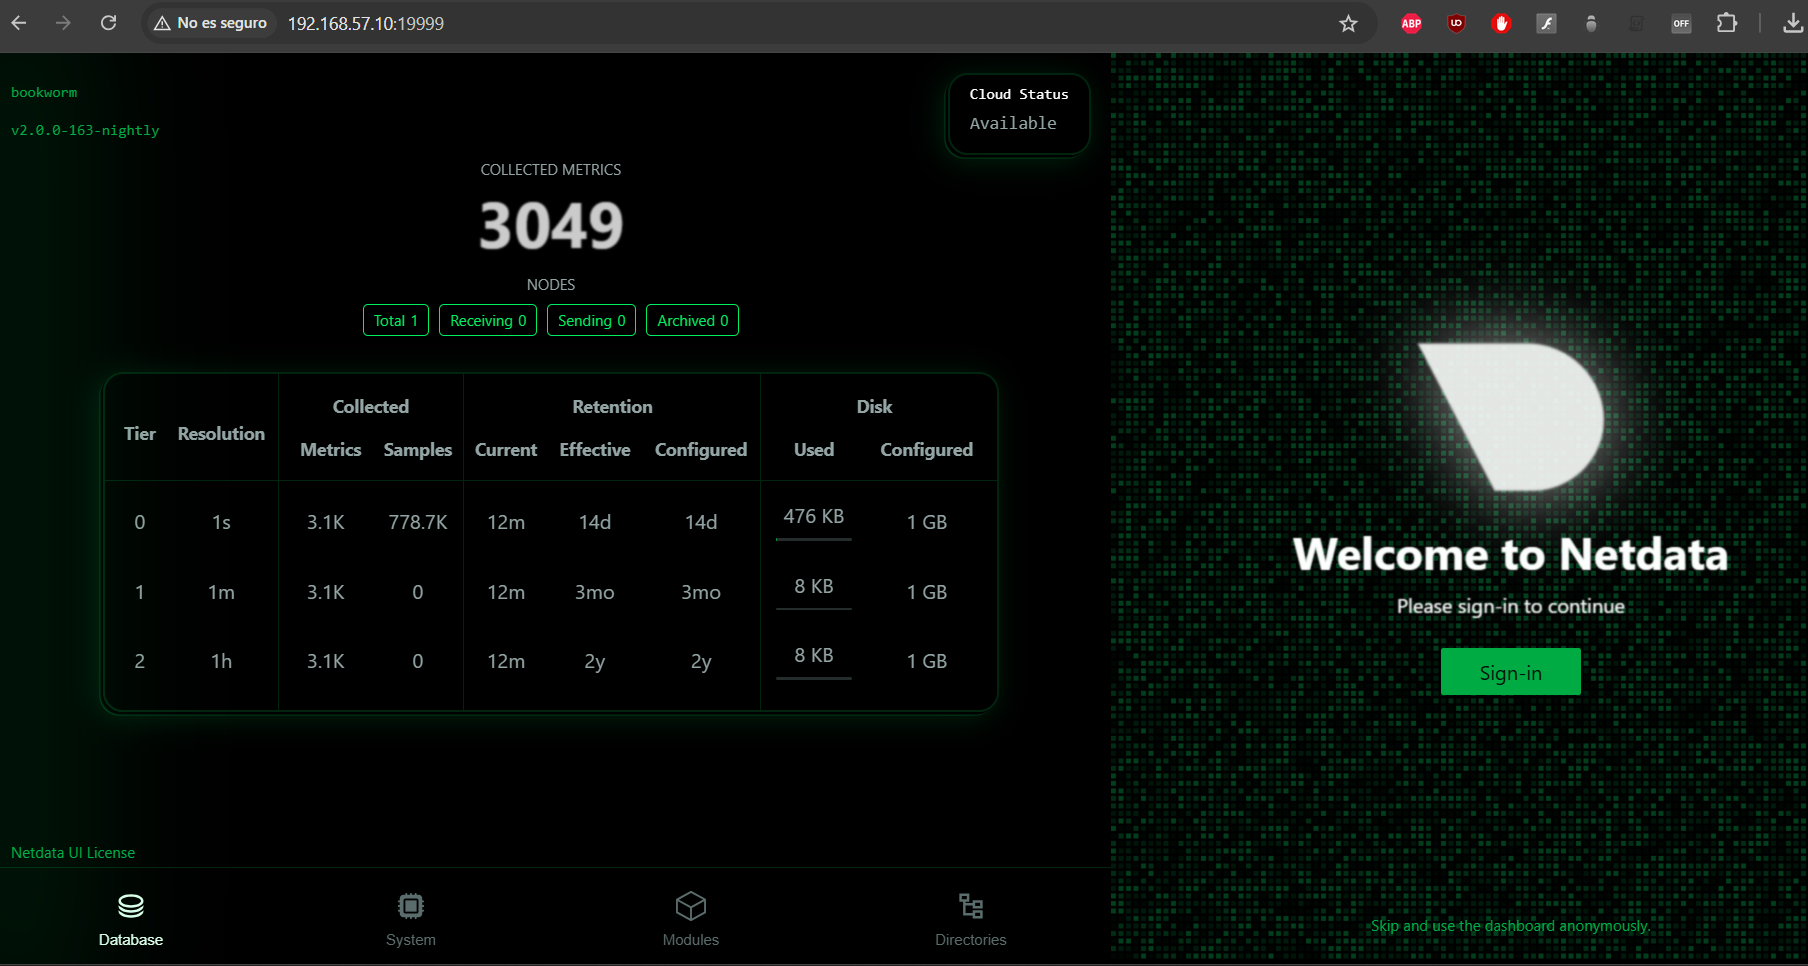 No es seguro
192.168.57.10:19999
ABP
UO
OFF
bookworm
v2.0.0-163-nightly
Cloud Status
Available
COLLECTED METRICS
3049
NODES
Total 1
Receiving 0
Sending 0
Archived 0
Tier Resolution Collected Retention Disk
Metrics Samples Current Effective Configured Used Configured
0 1s 3.1K 778.7K 12m 14d 14d 476 KB 1 GB
1 1m 3.1K 0 12m 3mo 3mo 8 KB 1 GB
2 1h 3.1K 0 12m 2y 2y 8 KB 1 GB
Netdata UI License
Database
System
Modules
Directories
Welcome to Netdata
Please sign-in to continue
Sign-in
Skip and use the dashboard anonymously.